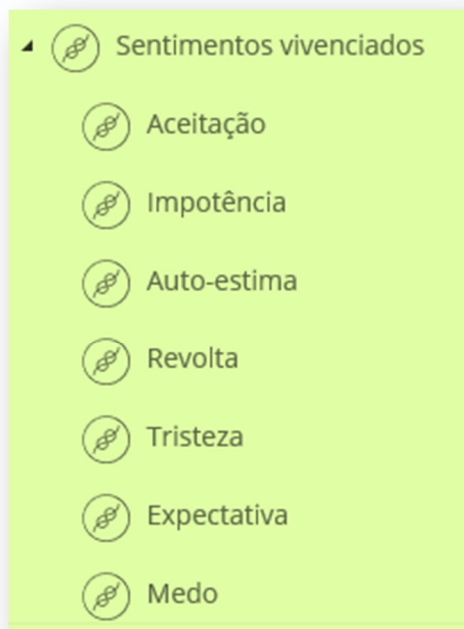 Sentimentos vivenciados
Aceitação
Impotência
Auto-estima
Revolta
Tristeza
Expectativa
Medo